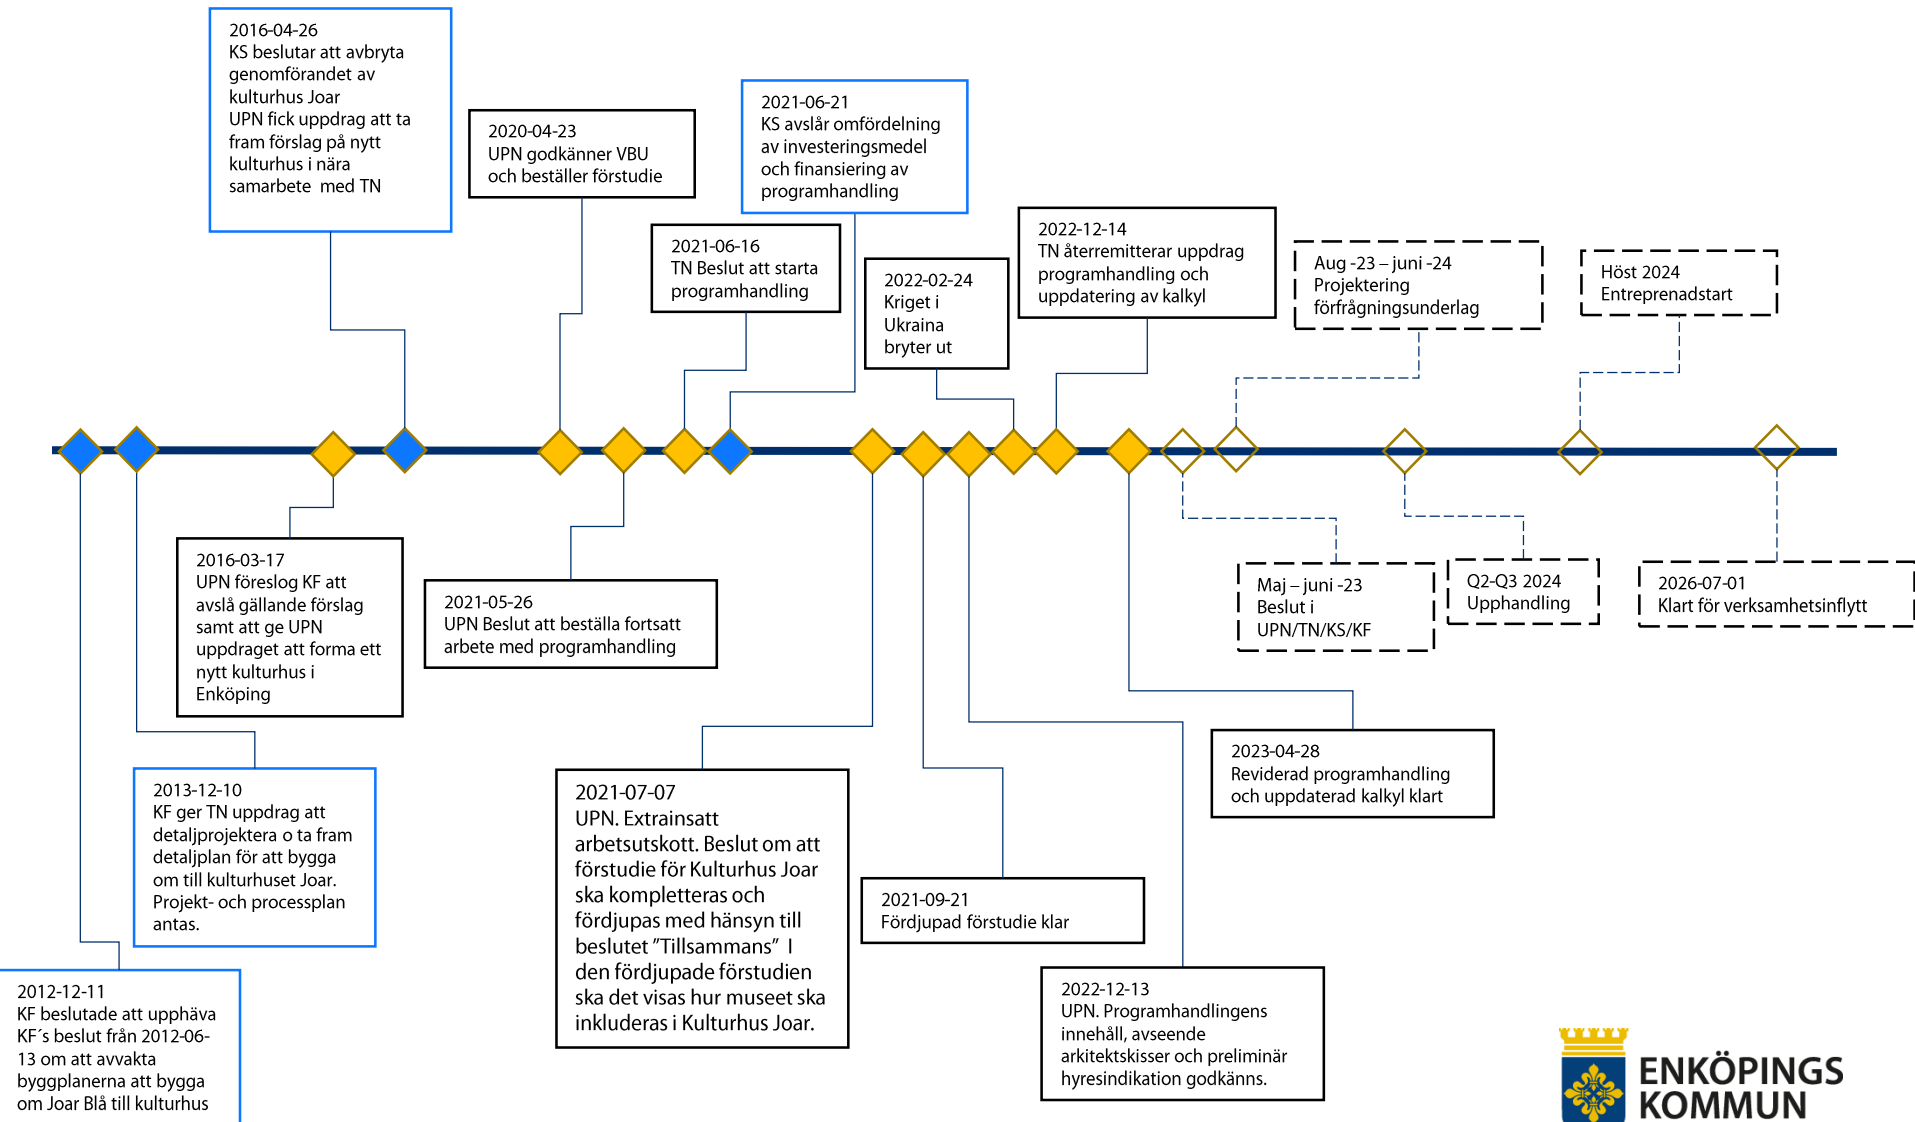 2016-04-26
KS beslutar att avbryta
genomförandet av
kulturhus Joar
UPN fick uppdrag att ta
fram förslag på nytt
kulturhus i nära
samarbete  med TN
2020-04-23
UPN godkänner VBU
och beställer förstudie
2021-06-16
TN Beslut att starta
programhandling
2021-06-21
KS avslår omfördelning
av investeringsmedel
och finansiering av
programhandling
2022-02-24
Kriget i
Ukraina
bryter ut
2022-12-14
TN återremitterar uppdrag
programhandling och
uppdatering av kalkyl
Aug -23 – juni -24
Projektering
förfrågningsunderlag
Höst 2024
Entreprenadstart
2012-12-11
KF beslutade att upphäva
KF´s beslut från 2012-06-
13 om att avvakta
byggplanerna att bygga
om Joar Blå till kulturhus
2013-12-10
KF ger TN uppdrag att
detaljprojektera o ta fram
detaljplan för att bygga
om till kulturhuset Joar.
Projekt- och processplan
antas.
2016-03-17
UPN föreslog KF att
avslå gällande förslag
samt att ge UPN
uppdraget att forma ett
nytt kulturhus i
Enköping
2021-05-26
UPN Beslut att beställa fortsatt
arbete med programhandling
2021-07-07
UPN. Extrainsatt
arbetsutskott. Beslut om att
förstudie för Kulturhus Joar
ska kompletteras och
fördjupas med hänsyn till
beslutet ”Tillsammans”  I
den fördjupade förstudien
ska det visas hur museet ska
inkluderas i Kulturhus Joar.
2021-09-21
Fördjupad förstudie klar
2022-12-13
UPN. Programhandlingens
innehåll, avseende
arkitektskisser och preliminär
hyresindikation godkänns.
2023-04-28
Reviderad programhandling
och uppdaterad kalkyl klart
Maj – juni -23
Beslut i
UPN/TN/KS/KF
Q2-Q3 2024
Upphandling
2026-07-01
Klart för verksamhetsinflytt
ENKÖPINGS
KOMMUN